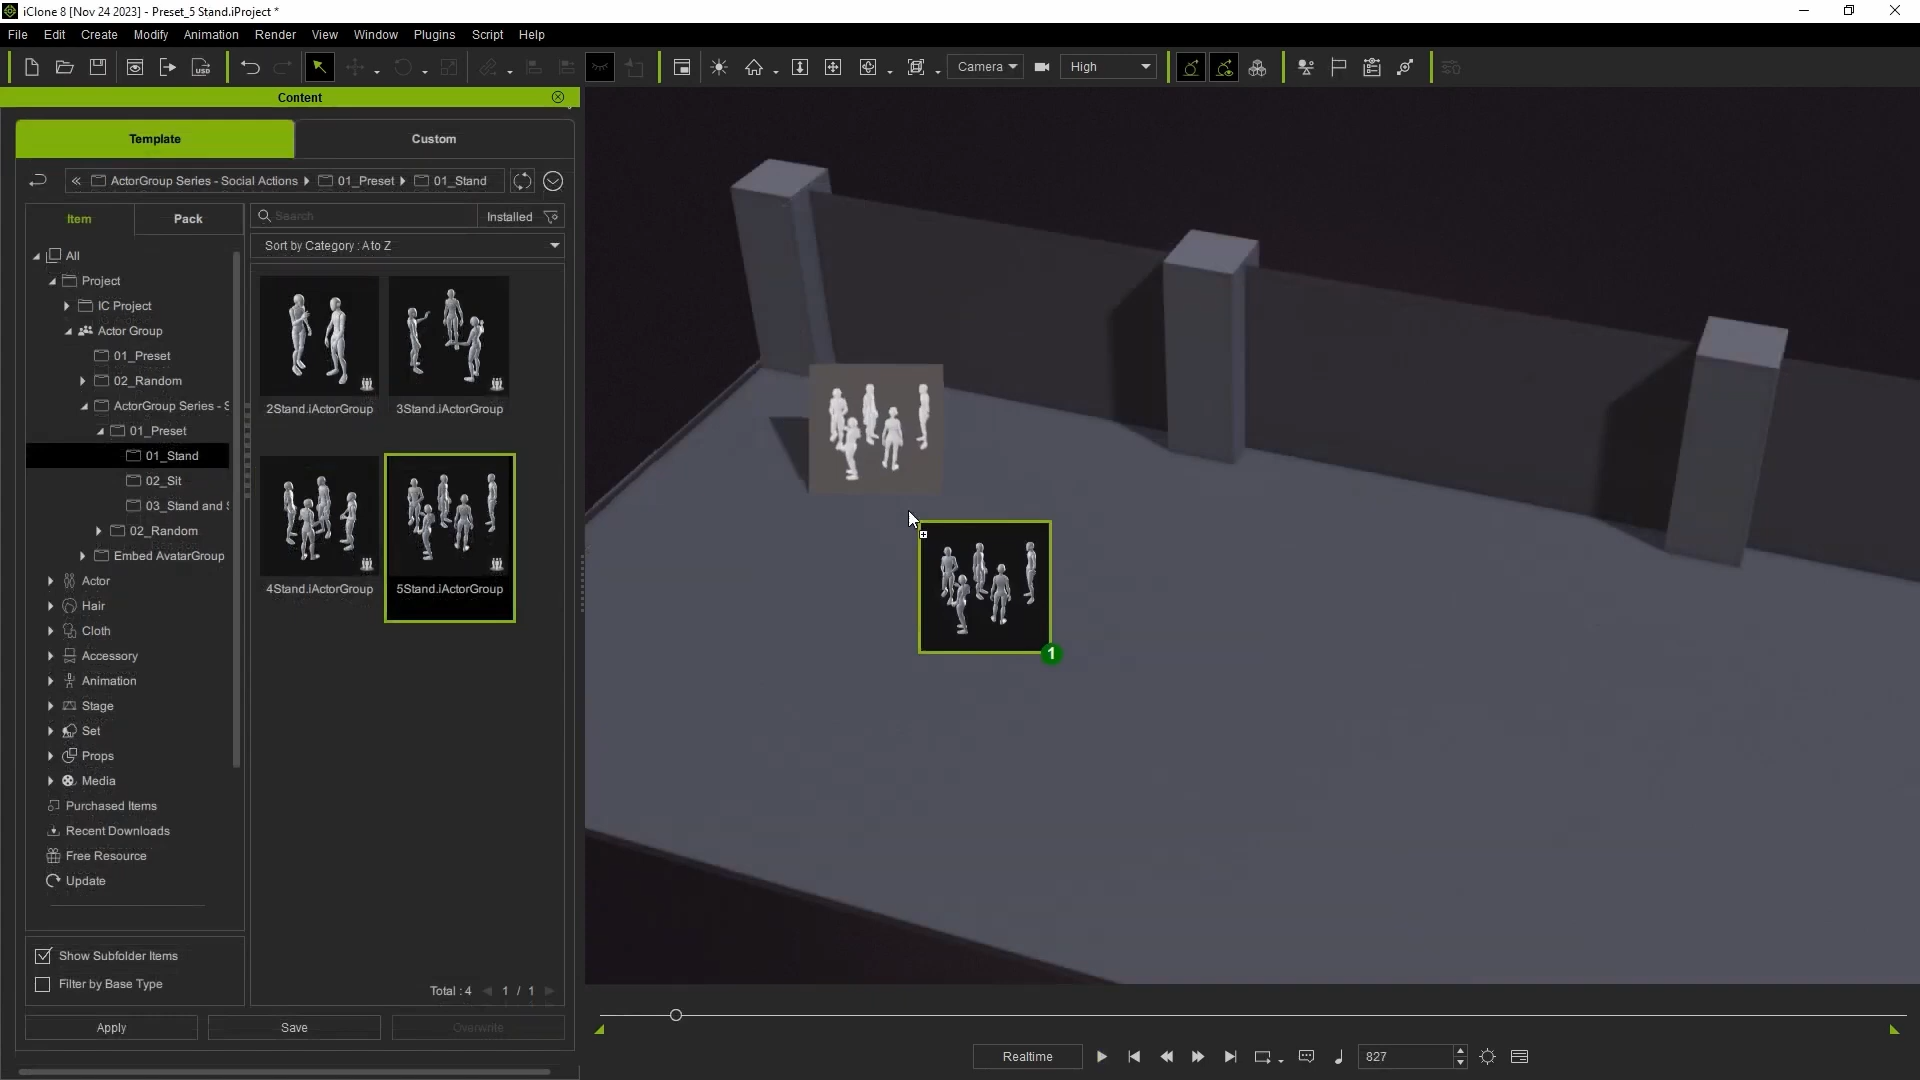 iClone 8 [Nov 24 2023] - Preset_5 Stand.iProject *
File Edit Create Modify Animation Render View Window Plugins Script Help
Camera High
Content
Template Custom
ActorGroup Series - Social Actions 01_Preset 01_Stand
Item Pack
Search Installed
Sort by Category : A to Z
All
Project
IC Project
Actor Group
01_Preset
02_Random
ActorGroup Series - S
01_Preset
01_Stand
02_Sit
03_Stand and S
02_Random
Embed AvatarGroup
Actor
Hair
Cloth
Accessory
Animation
Stage
Set
Props
Media
Purchased Items
Recent Downloads
Free Resource
Update
2Stand.iActorGroup 3Stand.iActorGroup
4Stand.iActorGroup 5Stand.iActorGroup
1
Show Subfolder Items
Filter by Base Type
Total : 4 1 / 1
Apply Save Overwrite
Realtime 827